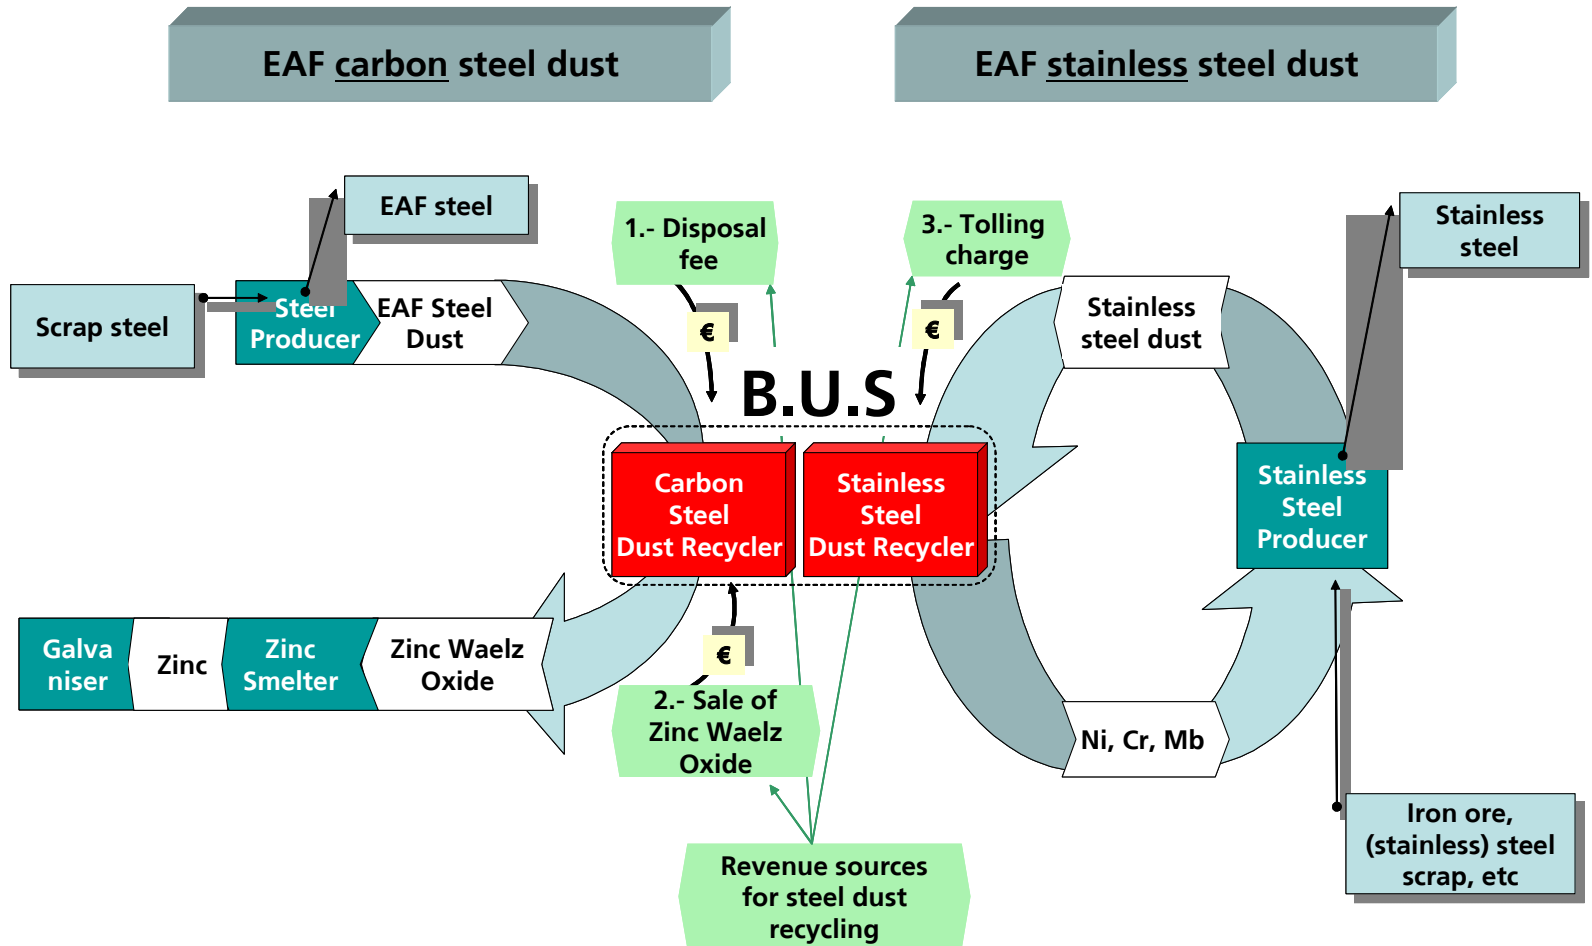 EAF carbon steel dust
EAF stainless steel dust
EAF steel
Scrap steel
Steel
Producer
EAF Steel
Dust
1.- Disposal
fee
€
3.- Tolling
charge
€
Stainless
steel dust
Stainless
steel
B.U.S
Carbon
Steel
Dust Recycler
Stainless
Steel
Dust Recycler
Stainless
Steel
Producer
Galva
niser
Zinc
Zinc
Smelter
Zinc Waelz
Oxide
€
2.- Sale of
Zinc Waelz
Oxide
Ni, Cr, Mb
Iron ore,
(stainless) steel
scrap, etc
Revenue sources
for steel dust
recycling